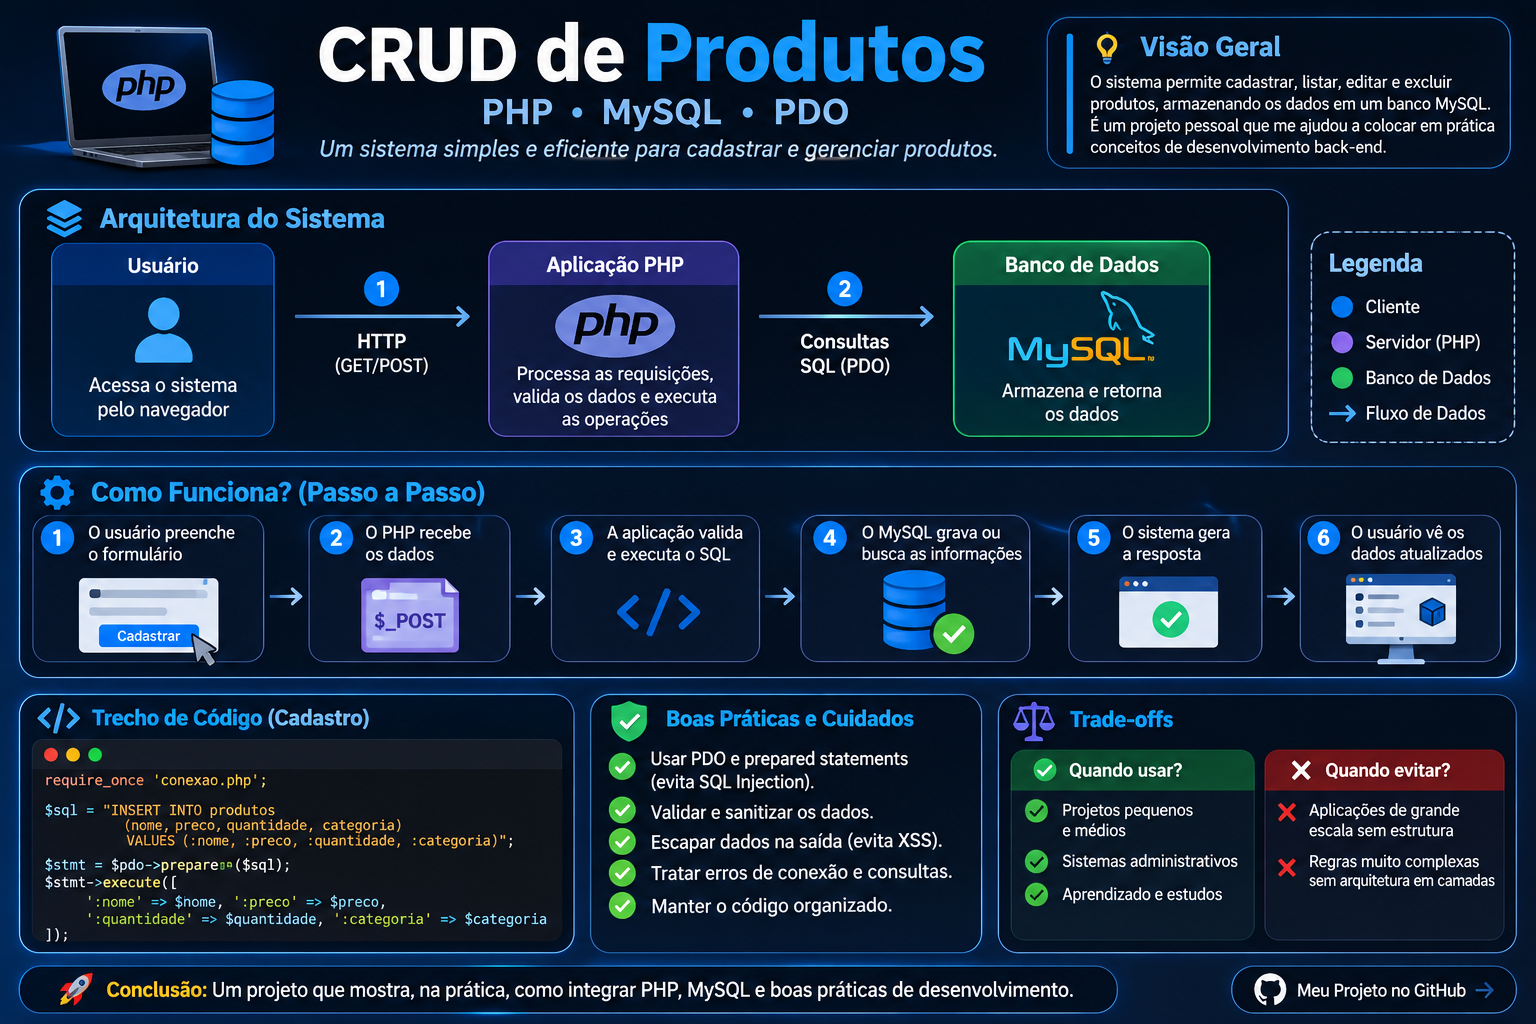 php
CRUD de Produtos
PHP • MySQL • PDO
Um sistema simples e eficiente para cadastrar e gerenciar produtos.
Visão Geral
O sistema permite cadastrar, listar, editar e excluir
produtos, armazenando os dados em um banco MySQL.
É um projeto pessoal que me ajudou a colocar em prática
conceitos de desenvolvimento back-end.
Arquitetura do Sistema
Usuário
Acessa o sistema
pelo navegador
1
HTTP
(GET/POST)
Aplicação PHP
php
Processa as requisições,
valida os dados e executa
as operações
2
Consultas
SQL (PDO)
Banco de Dados
MySQL
Armazena e retorna
os dados
Legenda
Cliente
Servidor (PHP)
Banco de Dados
Fluxo de Dados
Como Funciona? (Passo a Passo)
1 O usuário preenche
o formulário
Cadastrar
2 O PHP recebe
os dados
$_POST
3 A aplicação valida
e executa o SQL
</>
4 O MySQL grava ou
busca as informações
5 O sistema gera
a resposta
6 O usuário vê os
dados atualizados
</> Trecho de Código (Cadastro)
require_once 'conexao.php';
$sql = "INSERT INTO produtos
(nome, preco, quantidade, categoria)
VALUES (:nome, :preco, :quantidade, :categoria)";
$stmt = $pdo->prepare($sql);
$stmt->execute([
':nome' => $nome, ':preco' => $preco,
':quantidade' => $quantidade, ':categoria' => $categoria
]);
Boas Práticas e Cuidados
Usar PDO e prepared statements
(evita SQL Injection).
Validar e sanitizar os dados.
Escapar dados na saída (evita XSS).
Tratar erros de conexão e consultas.
Manter o código organizado.
Trade-offs
Quando usar?
Projetos pequenos
e médios
Sistemas administrativos
Aprendizado e estudos
Quando evitar?
Aplicações de grande
escala sem estrutura
Regras muito complexas
sem arquitetura em camadas
Conclusão: Um projeto que mostra, na prática, como integrar PHP, MySQL e boas práticas de desenvolvimento.
Meu Projeto no GitHub →